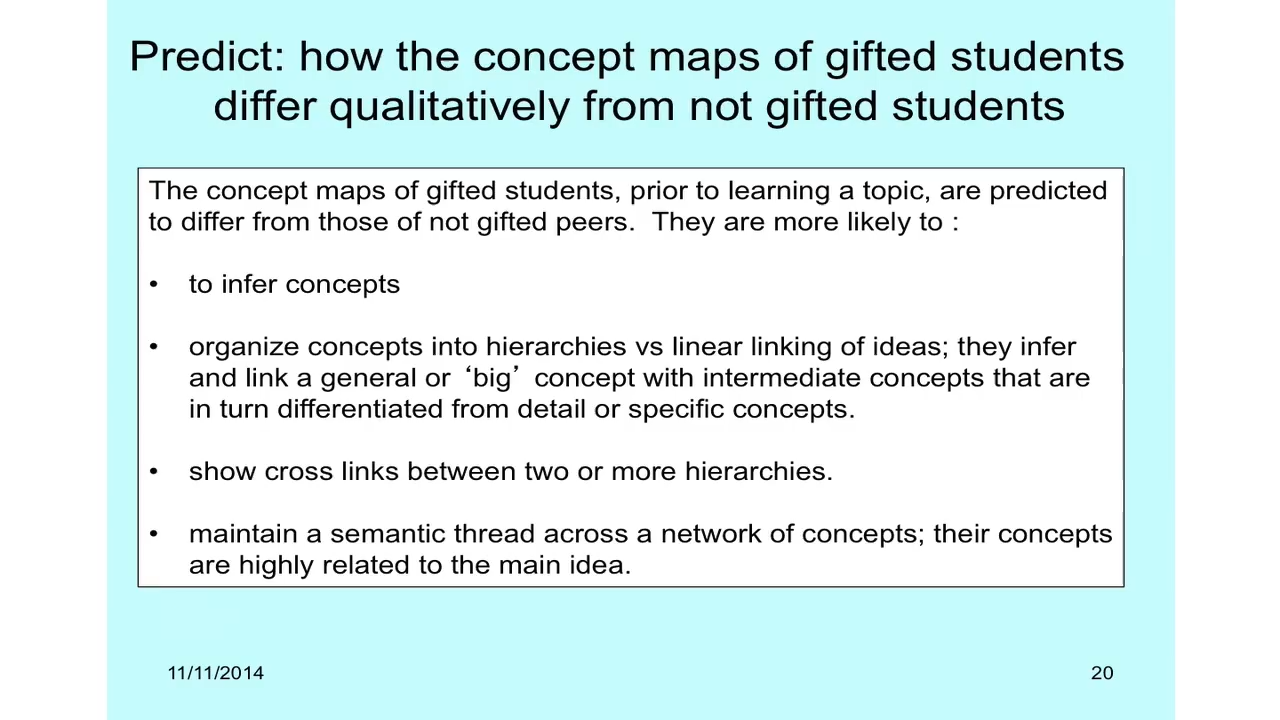 Predict: how the concept maps of gifted students
differ qualitatively from not gifted students
The concept maps of gifted students, prior to learning a topic, are predicted
to differ from those of not gifted peers.  They are more likely to :
• to infer concepts
• organize concepts into hierarchies vs linear linking of ideas; they infer
and link a general or ‘big’ concept with intermediate concepts that are
in turn differentiated from detail or specific concepts.
• show cross links between two or more hierarchies.
• maintain a semantic thread across a network of concepts; their concepts
are highly related to the main idea.
11/11/2014
20